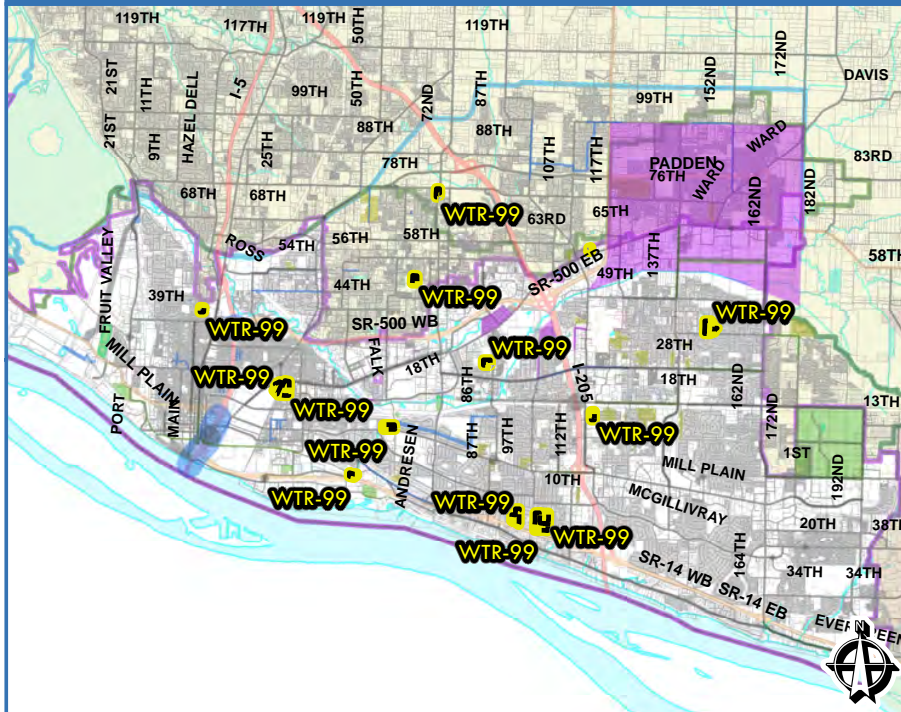 119TH
117TH
119TH
50TH
119TH
172ND
21ST
11TH
HAZEL DELL
I-5
25TH
99TH
50TH
72ND
87TH
99TH
152ND
DAVIS
21ST
9TH
88TH
88TH
107TH
117TH
PADDEN
WARD
83RD
78TH
76TH
WARD
162ND
182ND
68TH
68TH
WTR-99
63RD
65TH
ROSS
54TH
56TH
58TH
SR-500 EB
49TH
137TH
58TH
FRUIT VALLEY
39TH
44TH
WTR-99
WTR-99
SR-500 WB
WTR-99
28TH
MILL PLAIN
FALK
18TH
WTR-99
86TH
I-205
18TH
162ND
WTR-99
PORT
MAIN
WTR-99
ANDRESEN
87TH
97TH
112TH
WTR-99
172ND
13TH
1ST
192ND
WTR-99
10TH
MILL PLAIN
MCGILLIVRAY
WTR-99
WTR-99
WTR-99
20TH
38TH
164TH
SR-14 WB
SR-14 EB
34TH
34TH
N